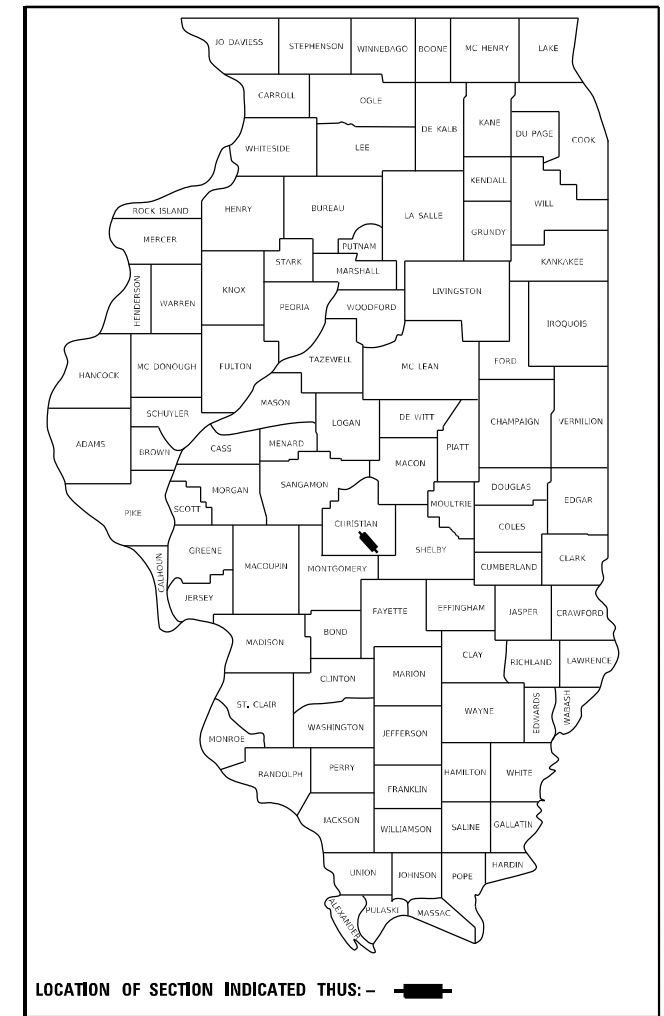 JO DAVIESS STEPHENSON WINNEBAGO BOONE MC HENRY LAKE
CARROLL OGLE DE KALB KANE DU PAGE COOK
WHITESIDE LEE
KENDALL WILL
ROCK ISLAND HENRY BUREAU LA SALLE
MERCER PUTNAM GRUNDY
STARK MARSHALL KANKAKEE
HENDERSON WARREN KNOX PEORIA WOODFORD LIVINGSTON
IROQUOIS
HANCOCK MC DONOUGH FULTON TAZEWELL MC LEAN FORD
MASON
SCHUYLER LOGAN DE WITT CHAMPAIGN VERMILION
ADAMS BROWN CASS MENARD PIATT
MACON
MORGAN SANGAMON DOUGLAS
PIKE SCOTT MOULTRIE EDGAR
CHRISTIAN COLES
GREENE SHELBY
CALHOUN MACOUPIN MONTGOMERY CUMBERLAND CLARK
JERSEY FAYETTE EFFINGHAM JASPER CRAWFORD
MADISON BOND
CLAY RICHLAND LAWRENCE
CLINTON MARION
ST. CLAIR WAYNE EDWARDS WABASH
WASHINGTON JEFFERSON
MONROE
RANDOLPH PERRY HAMILTON WHITE
FRANKLIN
JACKSON WILLIAMSON SALINE GALLATIN
UNION JOHNSON POPE HARDIN
ALEXANDER PULASKI MASSAC
LOCATION OF SECTION INDICATED THUS: –